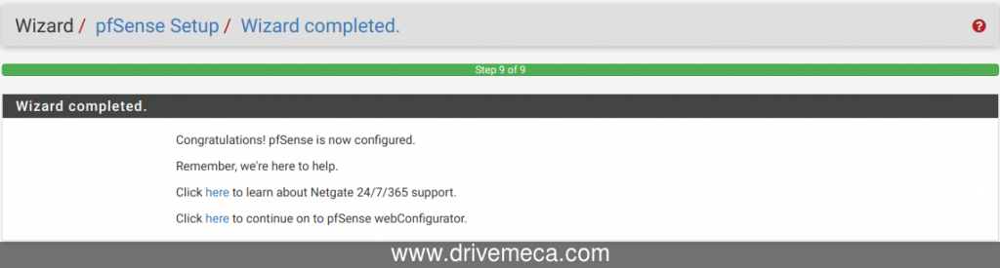 Wizard / pfSense Setup / Wizard completed.
Step 9 of 9
Wizard completed.
Congratulations! pfSense is now configured.
Remember, we're here to help.
Click here to learn about Netgate 24/7/365 support.
Click here to continue on to pfSense webConfigurator.
www.drivemeca.com